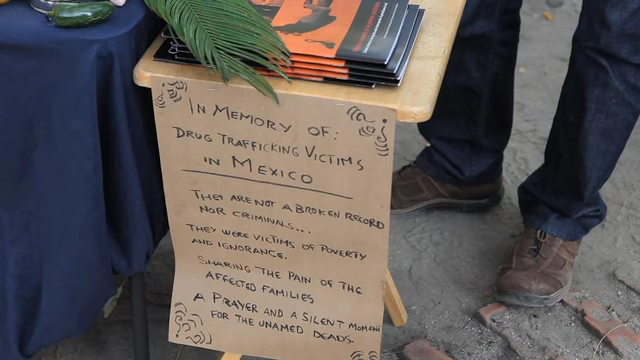 IN MEMORY OF:
DRUG TRAFFICKING VICTIMS
IN MEXICO
THEY ARE NOT A BROKEN RECORD
NOR CRIMINALS...
THEY WERE VICTIMS OF POVERTY
AND IGNORANCE.
SHARING THE PAIN OF THE
AFFECTED FAMILIES
A PRAYER AND A SILENT MOMENT
FOR THE UNAMED DEADS.